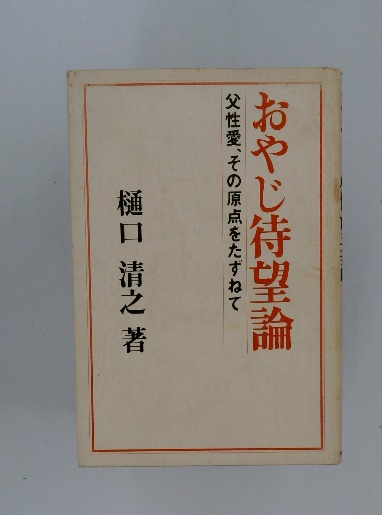 おやじ待望論
父性愛、その原点をたずねて
樋口 清之 著